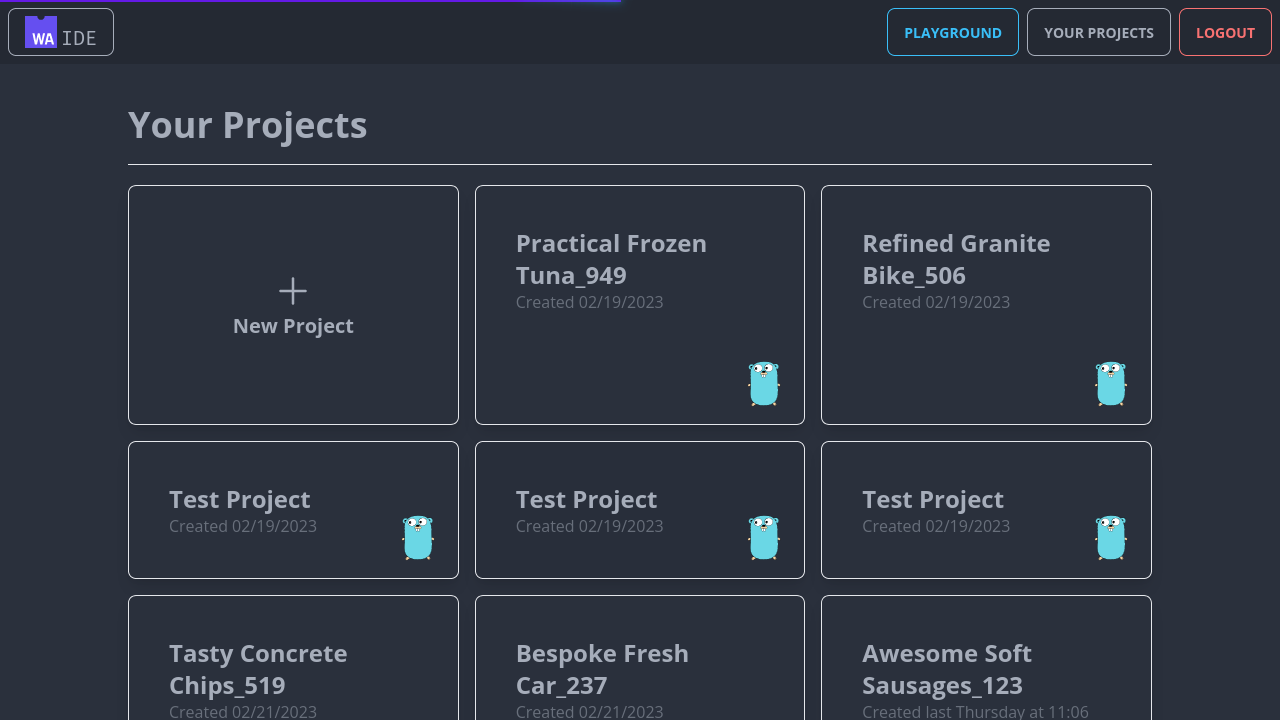 WA IDE
PLAYGROUND
YOUR PROJECTS
LOGOUT
Your Projects
New Project
Practical Frozen
Tuna_949
Created 02/19/2023
Refined Granite
Bike_506
Created 02/19/2023
Test Project
Created 02/19/2023
Test Project
Created 02/19/2023
Test Project
Created 02/19/2023
Tasty Concrete
Chips_519
Created 02/21/2023
Bespoke Fresh
Car_237
Created 02/21/2023
Awesome Soft
Sausages_123
Created last Thursday at 11:06